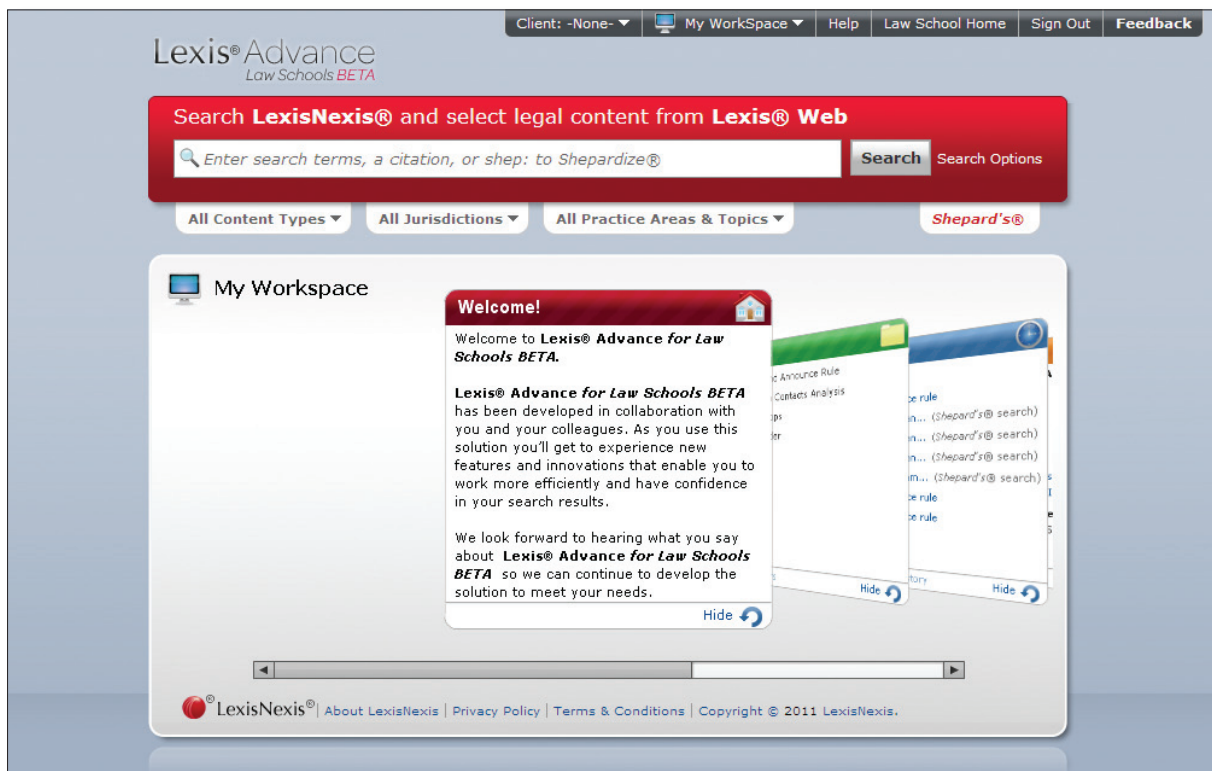 Client: -None- ▼ | My WorkSpace ▼ | Help | Law School Home | Sign Out | Feedback
Lexis® Advance
Law Schools BETA
Search LexisNexis® and select legal content from Lexis® Web
Enter search terms, a citation, or shep: to Shepardize®
Search Search Options
All Content Types ▼ All Jurisdictions ▼ All Practice Areas & Topics ▼ Shepard's®
My Workspace
Welcome!
Welcome to Lexis® Advance for Law
Schools BETA.
Lexis® Advance for Law Schools BETA
has been developed in collaboration with
you and your colleagues. As you use this
solution you'll get to experience new
features and innovations that enable you to
work more efficiently and have confidence
in your search results.
We look forward to hearing what you say
about Lexis® Advance for Law Schools
BETA so we can continue to develop the
solution to meet your needs.
Hide
Announce Rule
Contacts Analysis
Hide
rule
(Shepard's® search)
(Shepard's® search)
(Shepard's® search)
(Shepard's® search)
rule
rule
Hide
LexisNexis® | About LexisNexis | Privacy Policy | Terms & Conditions | Copyright © 2011 LexisNexis.